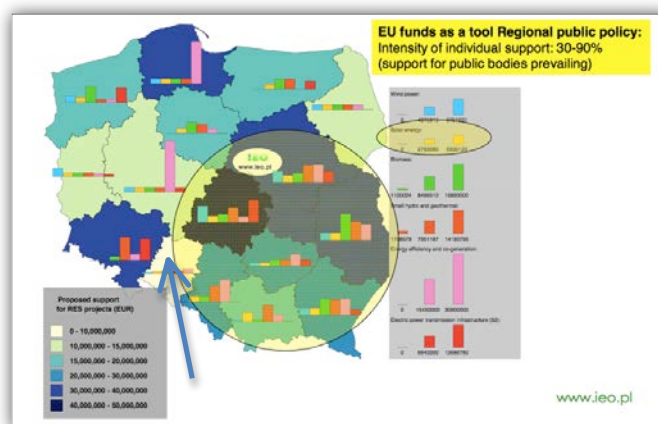 EU funds as a tool Regional public policy:
Intensity of individual support: 30-90%
(support for public bodies prevailing)
Wind power:
0
Solar energy:
0
Biomass:
Small hydro and geothermal:
Energy efficiency and co-generation:
0
Electric power transmission infrastructure
0
ieo
www.ieo.pl
Proposed support
for RES projects (EUR)
0 - 10,000,000
10,000,000 - 15,000,000
15,000,000 - 20,000,000
20,000,000 - 30,000,000
30,000,000 - 40,000,000
40,000,000 - 50,000,000
www.ieo.pl